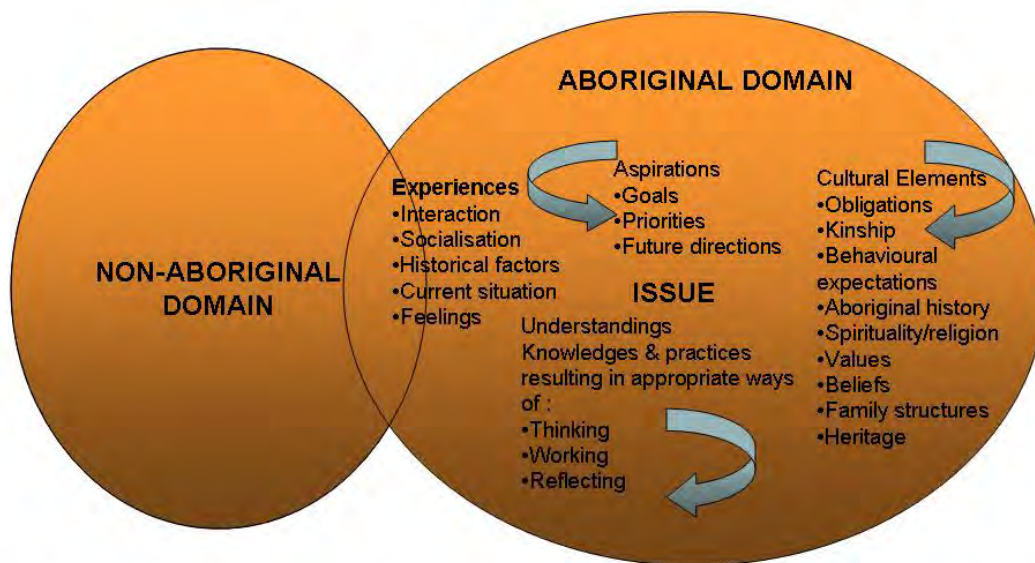 ABORIGINAL DOMAIN
NON-ABORIGINAL
DOMAIN
Experiences
•Interaction
•Socialisation
•Historical factors
•Current situation
•Feelings
Aspirations
•Goals
•Priorities
•Future directions
ISSUE
Understandings
Knowledges & practices
resulting in appropriate ways
of :
•Thinking
•Working
•Reflecting
Cultural Elements
•Obligations
•Kinship
•Behavioural
expectations
•Aboriginal history
•Spirituality/religion
•Values
•Beliefs
•Family structures
•Heritage